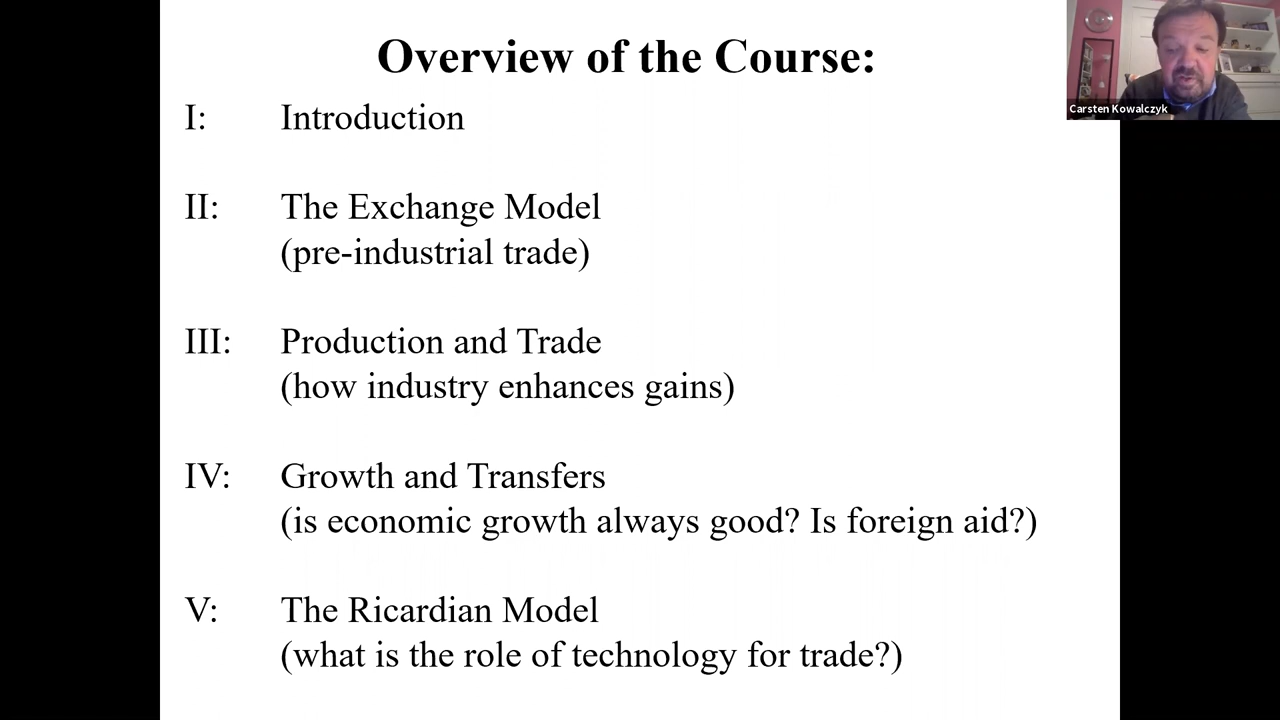 Overview of the Course:
I: Introduction
II: The Exchange Model
(pre-industrial trade)
III: Production and Trade
(how industry enhances gains)
IV: Growth and Transfers
(is economic growth always good? Is foreign aid?)
V: The Ricardian Model
(what is the role of technology for trade?)
Carsten Kowalczyk